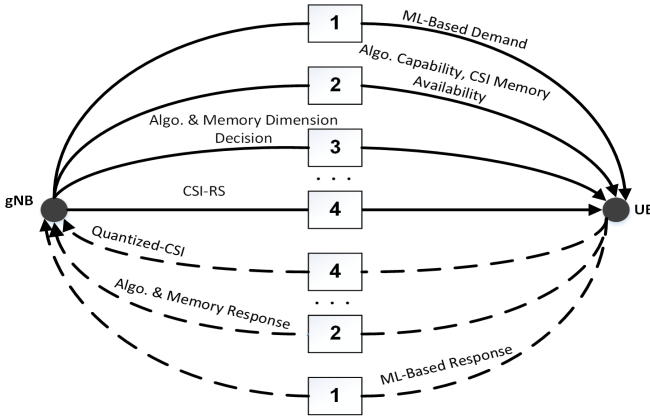 1
ML-Based Demand
2
Algo. Capability, CSI Memory
Availability
Algo. & Memory Dimension
Decision
3
. . .
CSI-RS
4
gNB
UE
Quantized-CSI
4
. . .
Algo. & Memory Response
2
ML-Based Response
1